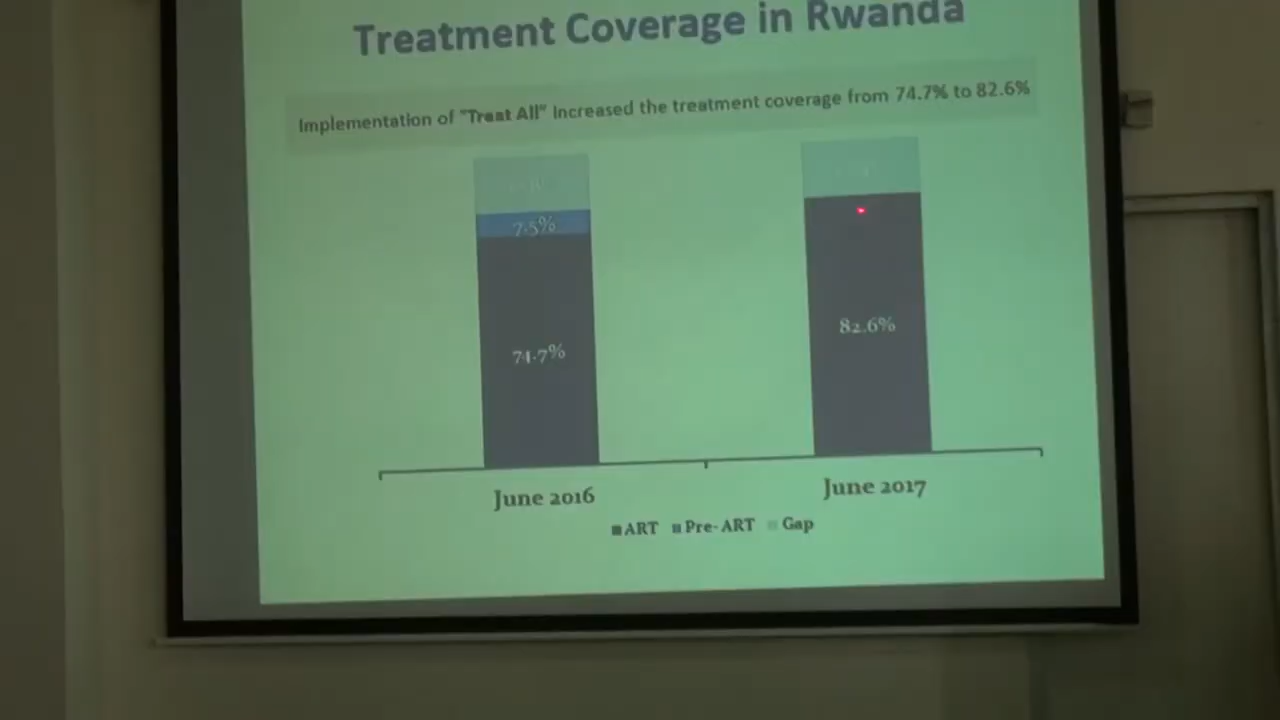 Treatment Coverage in Rwanda
Implementation of "Treat All" Increased the treatment coverage from 74.7% to 82.6%
7.5%
74.7%
82.6%
June 2016
June 2017
ART Pre-ART Gap